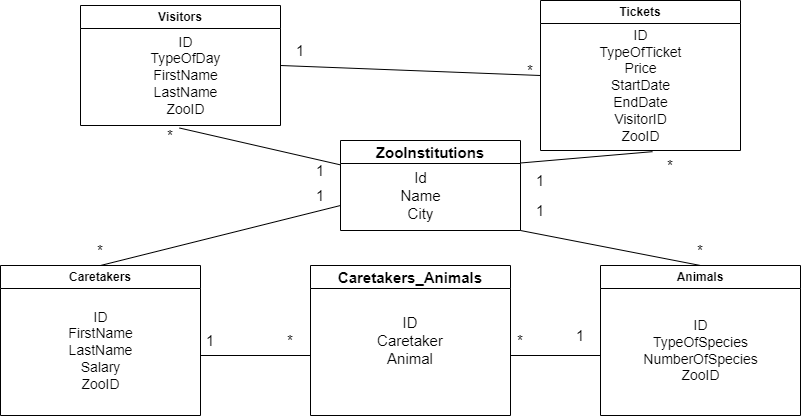 Visitors
ID
TypeOfDay
FirstName
LastName
ZooID
Tickets
ID
TypeOfTicket
Price
StartDate
EndDate
VisitorID
ZooID
1
*
*
1
ZooInstitutions
Id
Name
City
1
*
1
*
1
*
Caretakers
ID
FirstName
LastName
Salary
ZooID
1
*
Caretakers_Animals
ID
Caretaker
Animal
*
1
Animals
ID
TypeOfSpecies
NumberOfSpecies
ZooID